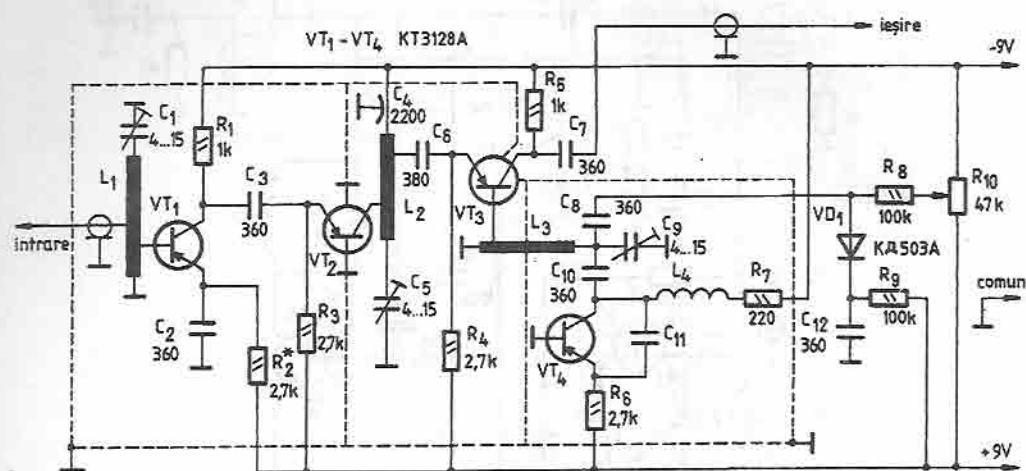 ieşire
VT₁-VT₄ KT3128A
-9V
C₁
4...15
R₁
1k
C₄
2200
R₅
1k
C₇
360
C₆
380
L₁
VT₁
C₃
360
L₂
VT₃
C₈
360
R₈
100k
R₁₀
47k
intrare
VT₂
L₃
C₉
4...15
VD₁
КД503А
C₅
4...15
C₁₀
360
L₄
R₇
220
R₉
100k
comun
C₂
360
R₂*
2,7k
R₃
2,7k
R₄
2,7k
VT₄
C₁₁
C₁₂
360
R₆
2,7k
+9V